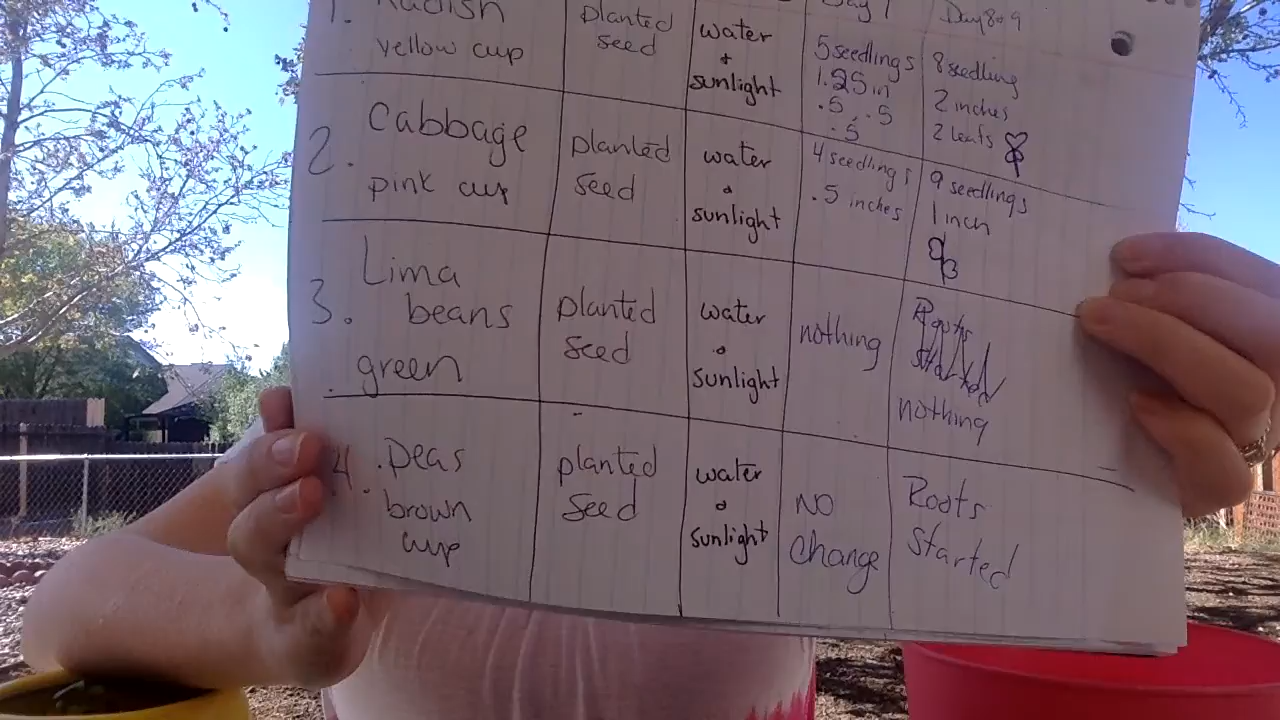 1. Radish
yellow cup
planted
seed
water
+
sunlight
Day 7
5 seedlings
1.25 in
.5 .5
.5
Day 8 or 9
8 seedling
2 inches
2 leafs
2. Cabbage
pink cup
planted
seed
water
&
sunlight
4 seedlings
.5 inches
9 seedlings
1 inch
3. Lima
beans
green
planted
seed
water
&
sunlight
nothing
Roots
started
nothing
4. peas
brown
cup
planted
seed
water
&
sunlight
NO
change
Roots
started